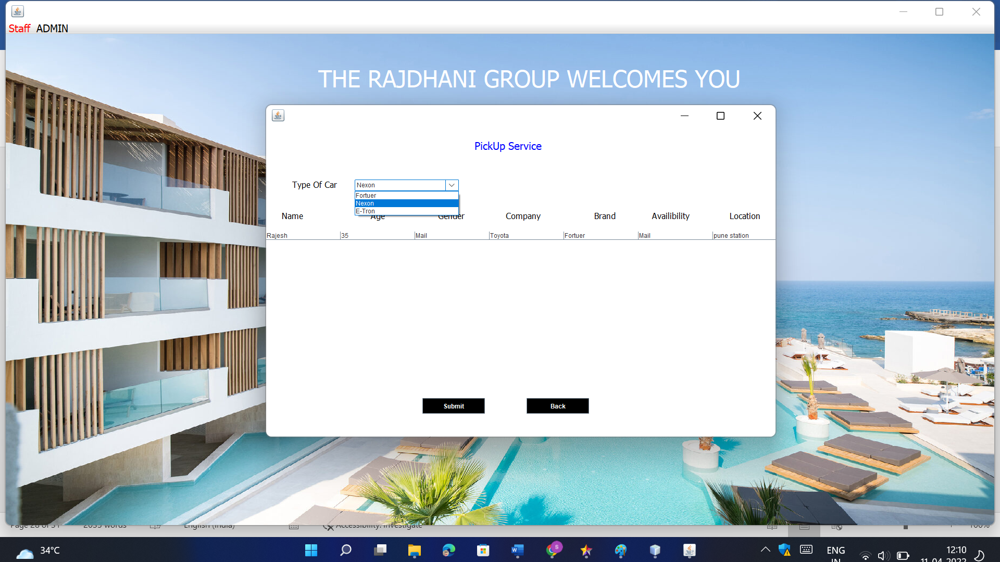 Staff ADMIN
THE RAJDHANI GROUP WELCOMES YOU
PickUp Service
Type Of Car Nexon
Fortuer
Nexon
E-Tron
Name Age Gender Company Brand Availibility Location
Rajesh 35 Mail Toyota Fortuer Mail pune station
Submit Back
Page 28 of 31 2035 words English (India) Accessibility: Investigate 100%
34°C
ENG
IN
12:10
11-04-2022